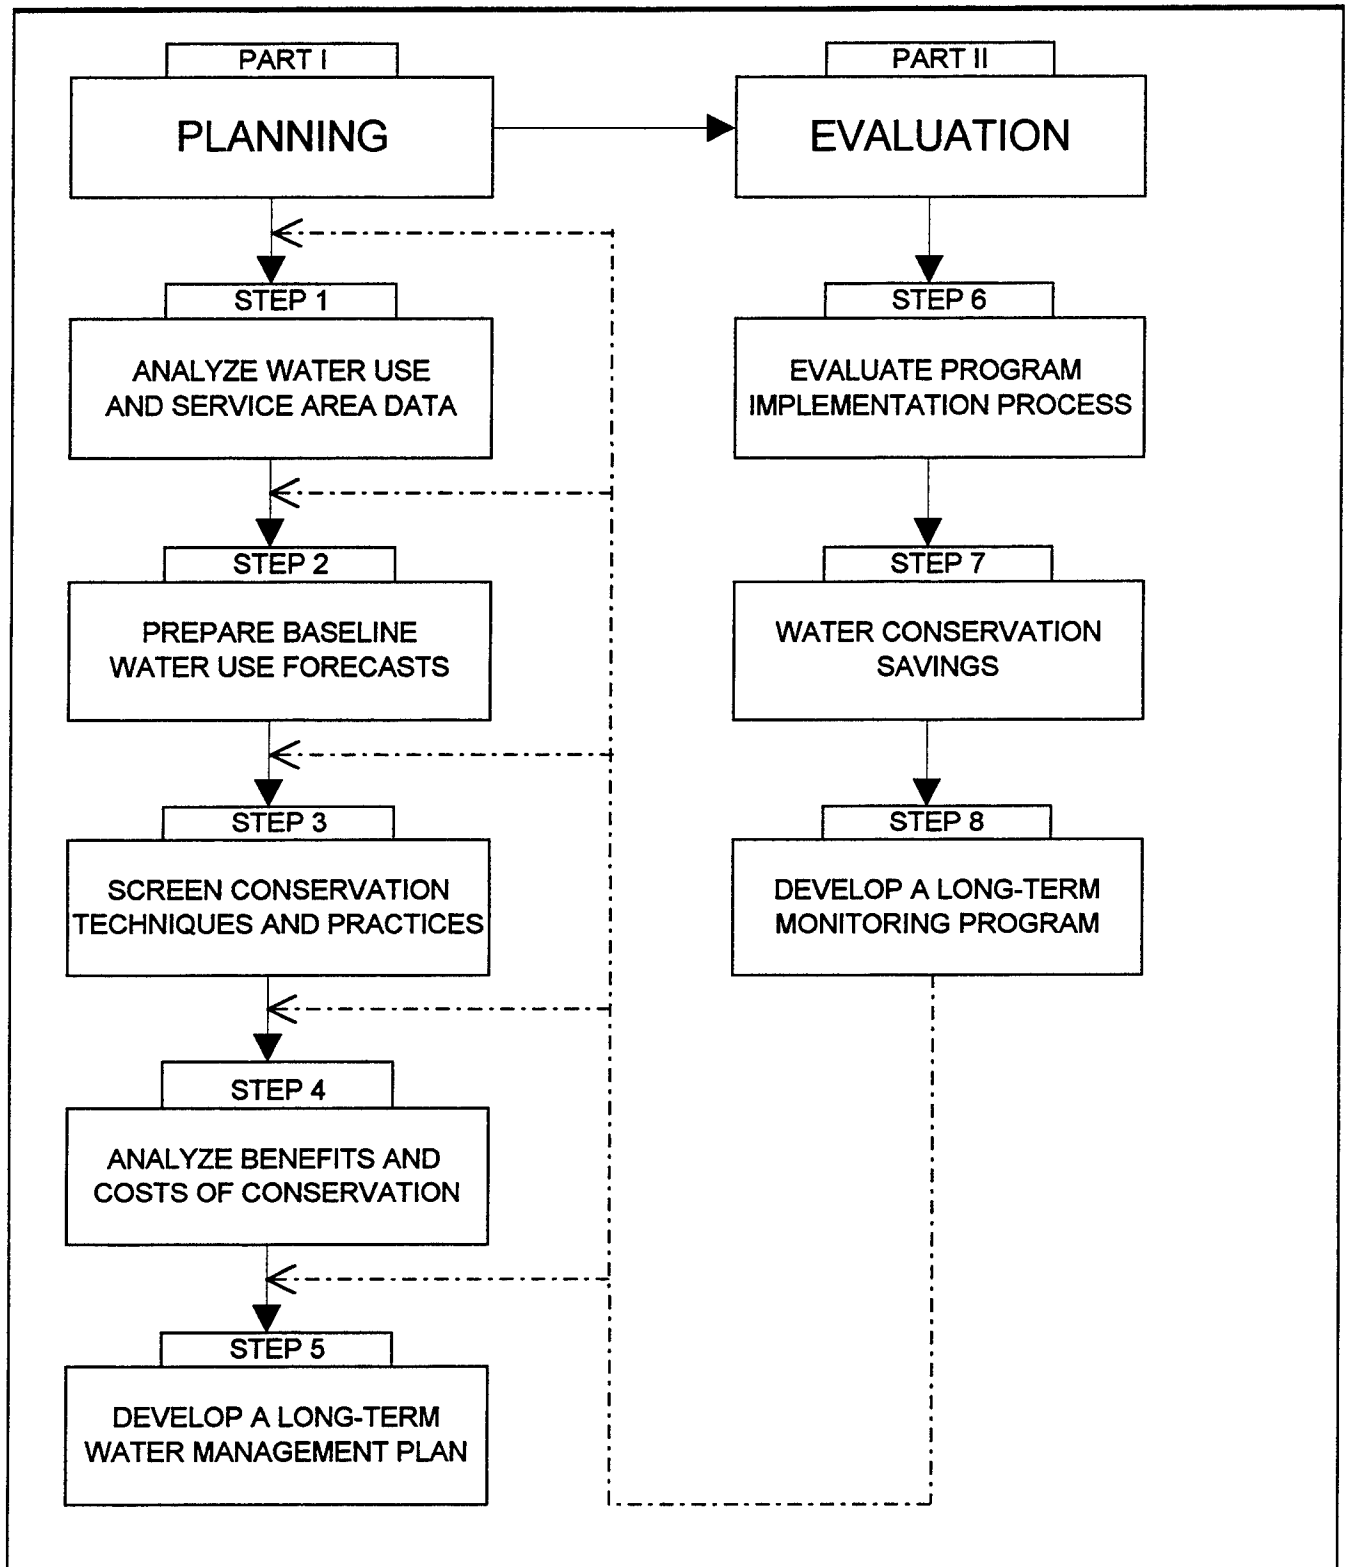 PART I
PLANNING
STEP 1
ANALYZE WATER USE
AND SERVICE AREA DATA
STEP 2
PREPARE BASELINE
WATER USE FORECASTS
STEP 3
SCREEN CONSERVATION
TECHNIQUES AND PRACTICES
STEP 4
ANALYZE BENEFITS AND
COSTS OF CONSERVATION
STEP 5
DEVELOP A LONG-TERM
WATER MANAGEMENT PLAN
PART II
EVALUATION
STEP 6
EVALUATE PROGRAM
IMPLEMENTATION PROCESS
STEP 7
WATER CONSERVATION
SAVINGS
STEP 8
DEVELOP A LONG-TERM
MONITORING PROGRAM